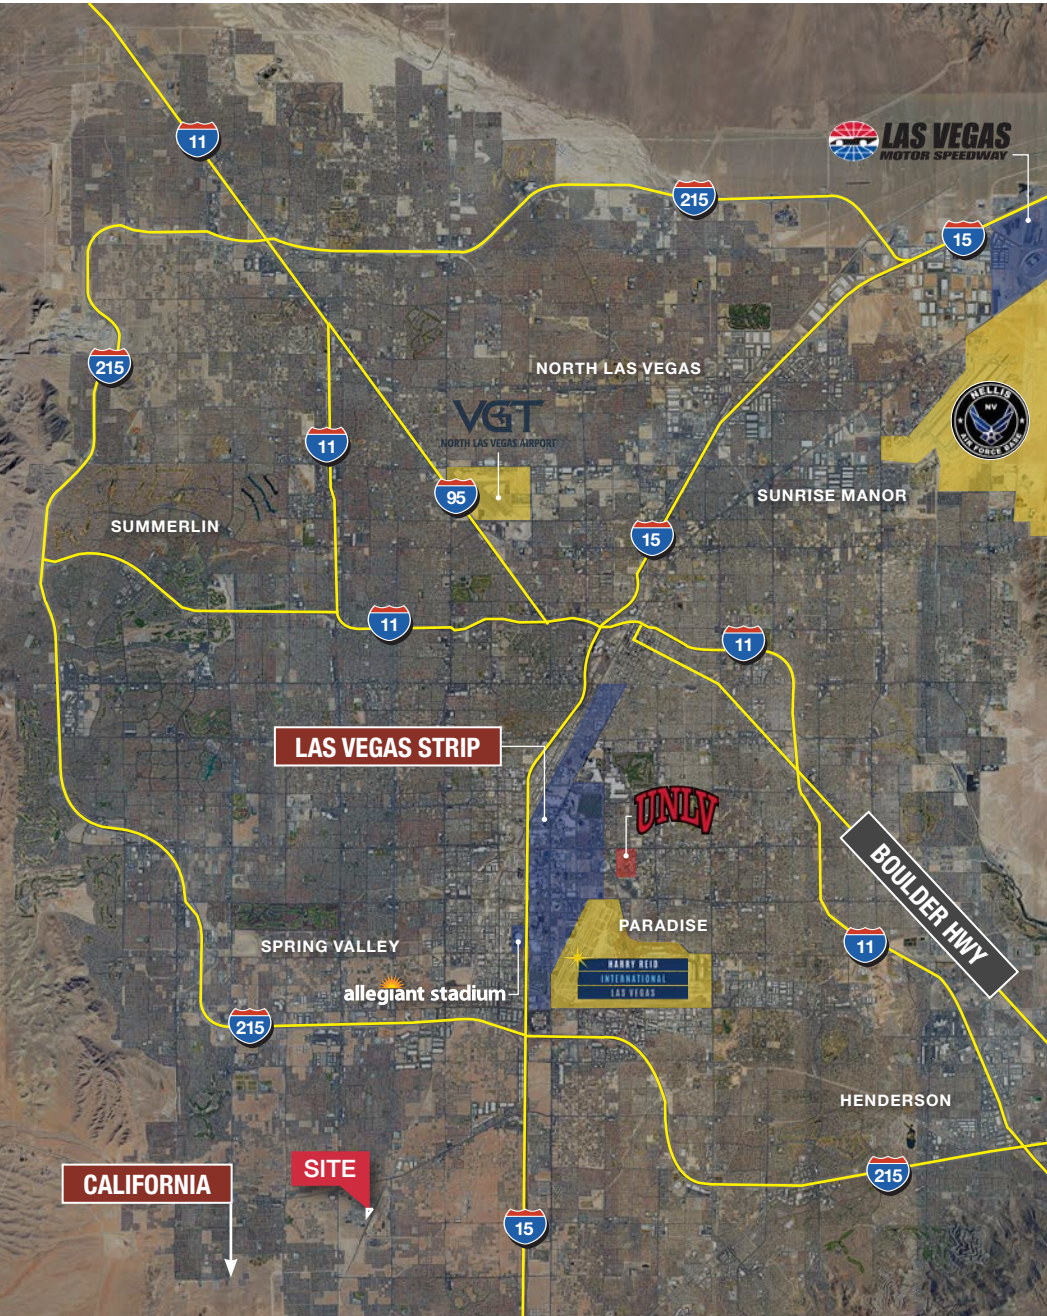 11
LAS VEGAS
MOTOR SPEEDWAY
215
15
215
NORTH LAS VEGAS
NELLIS
NV
AIR FORCE BASE
VGT
NORTH LAS VEGAS AIRPORT
11
95
SUNRISE MANOR
SUMMERLIN
15
11
11
LAS VEGAS STRIP
UNLV
BOULDER HWY
PARADISE
SPRING VALLEY
11
HARRY REID
INTERNATIONAL
LAS VEGAS
allegiant stadium
215
HENDERSON
SITE
CALIFORNIA
215
15